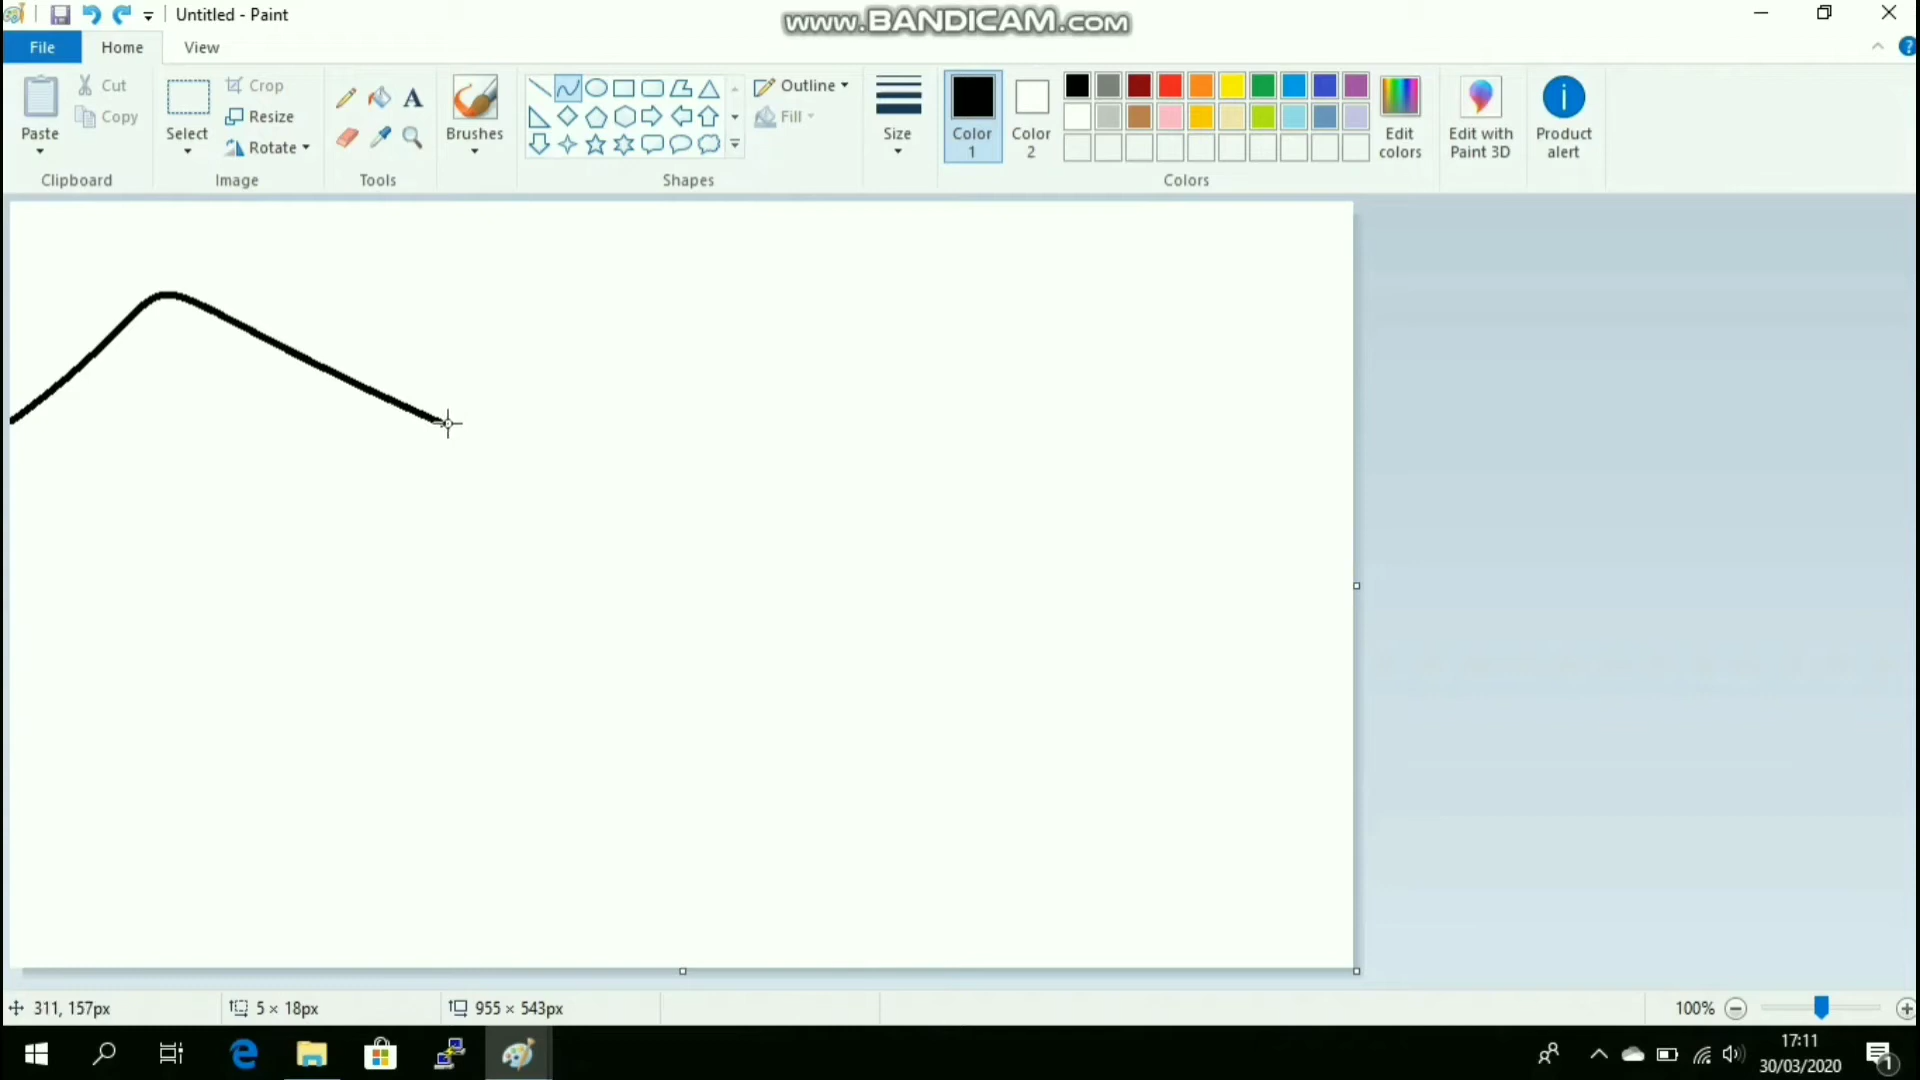 Untitled - Paint
www.BANDICAM.com
File
Home
View
Paste
Cut
Copy
Clipboard
Select
Crop
Resize
Rotate
Image
A
Tools
Brushes
Shapes
Outline
Fill
Size
Color
1
Color
2
Colors
Edit
colors
Edit with
Paint 3D
Product
alert
311, 157px
5 × 18px
955 × 543px
100%
17:11
30/03/2020
1